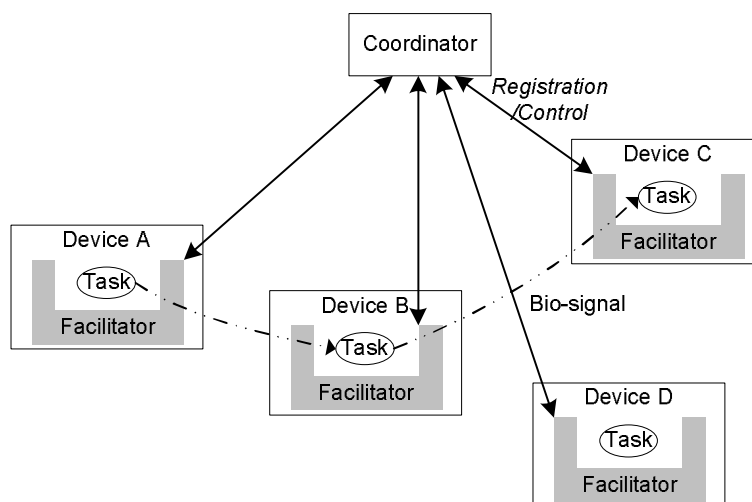 Coordinator
Registration
/Control
Device C
Task
Facilitator
Device A
Task
Facilitator
Device B
Task
Facilitator
Bio-signal
Device D
Task
Facilitator